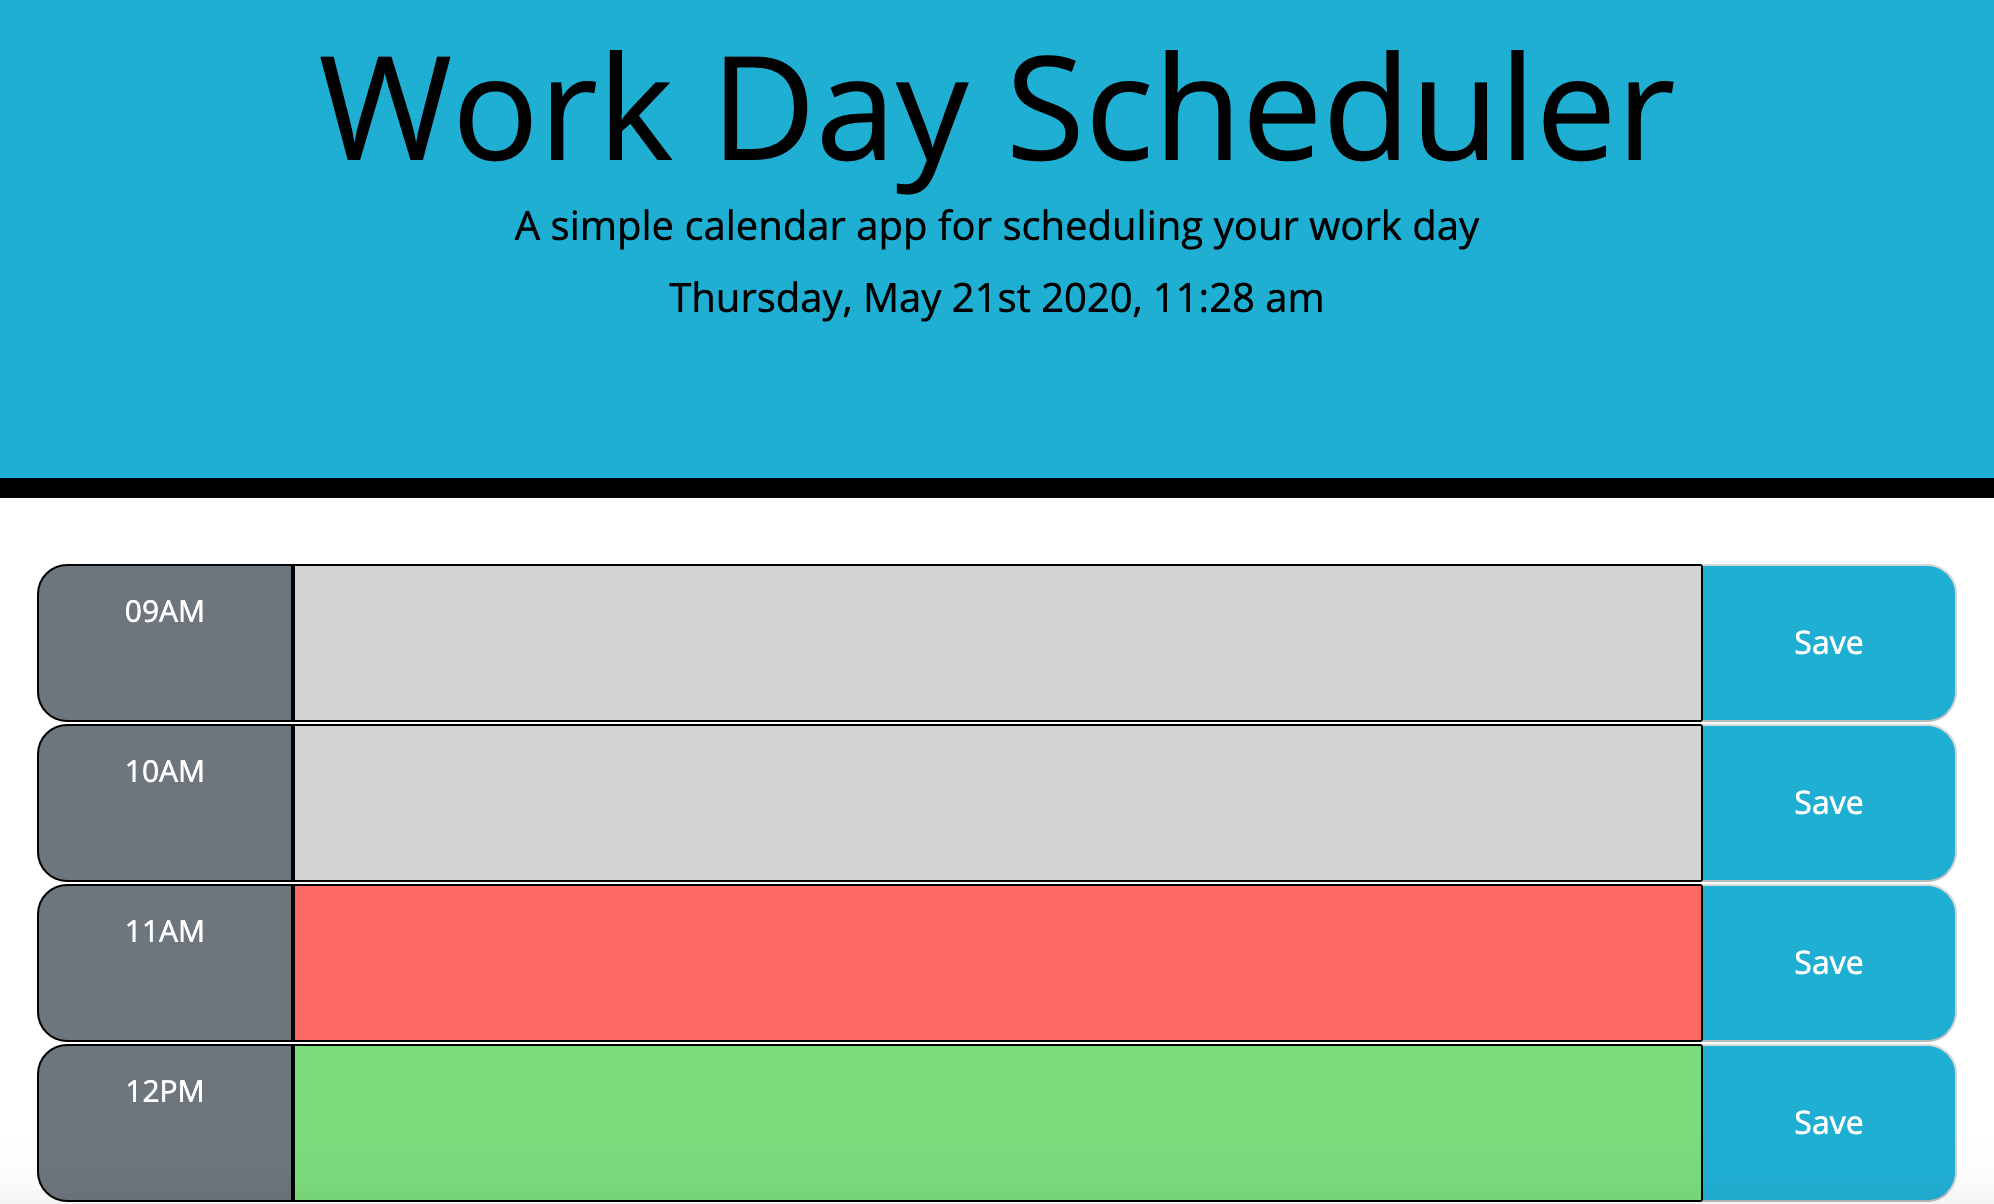 Work Day Scheduler
A simple calendar app for scheduling your work day
Thursday, May 21st 2020, 11:28 am
09AM
Save
10AM
Save
11AM
Save
12PM
Save